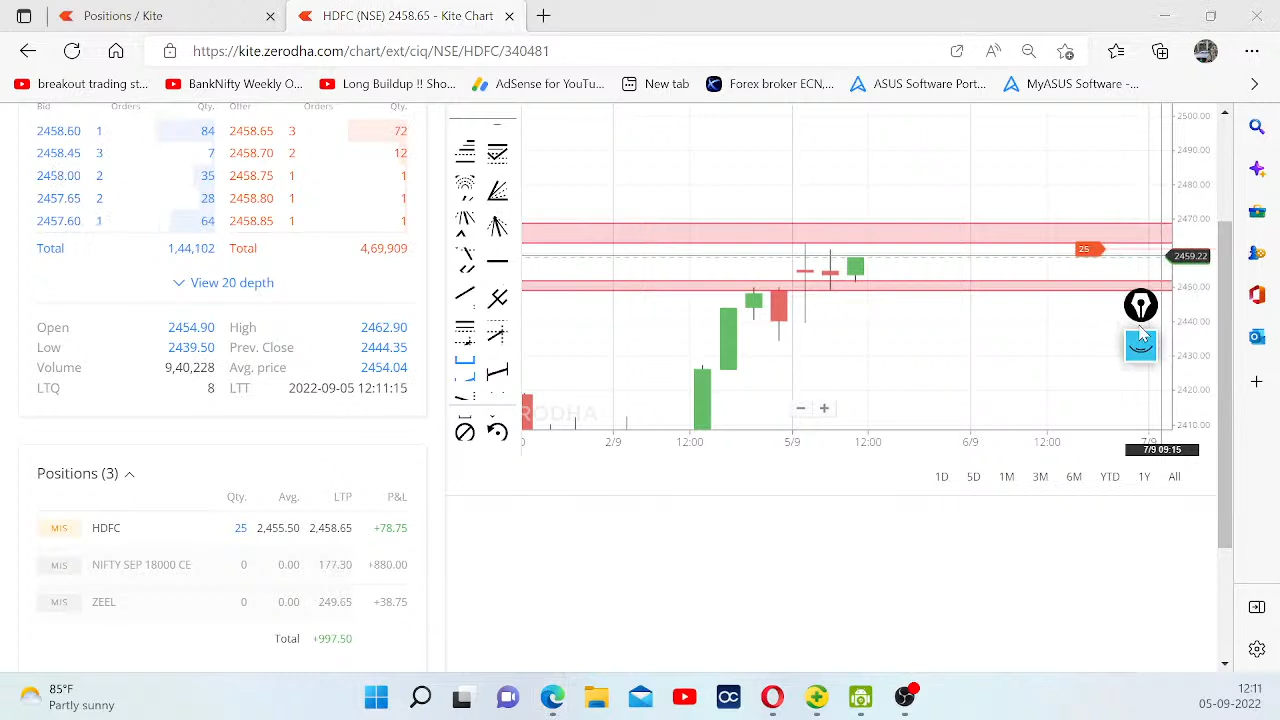 Positions / Kite
HDFC (NSE) 2458.65 - Kite Chart
https://kite.zerodha.com/chart/ext/ciq/NSE/HDFC/340481
breakout trading st...
BankNifty Weekly O...
Long Buildup !! Sho...
AdSense for YouTu...
New tab
Forex broker ECN,...
ASUS Software Port...
MyASUS Software -...
Bid Orders Qty. Offer Orders Qty.
2458.60 1 84 2458.65 3 72
2458.45 3 7 2458.70 2 12
2458.00 2 35 2458.75 1 1
2457.65 2 28 2458.80 1 1
2457.60 1 64 2458.85 1 1
Total 1,44,102 Total 4,69,909
View 20 depth
Open 2454.90 High 2462.90
Low 2439.50 Prev. Close 2444.35
Volume 9,40,228 Avg. price 2454.04
LTQ 8 LTT 2022-09-05 12:11:15
Positions (3)
Qty. Avg. LTP P&L
MIS HDFC 25 2,455.50 2,458.65 +78.75
MIS NIFTY SEP 18000 CE 0 0.00 177.30 +880.00
MIS ZEEL 0 0.00 249.65 +38.75
Total +997.50
2500.00
2490.00
2480.00
2470.00
25
2459.22
2450.00
2440.00
2430.00
2420.00
2410.00
RODHA
2/9 12:00 5/9 12:00 6/9 12:00 7/9
7/9 09:15
1D 5D 1M 3M 6M YTD 1Y All
85°F
Partly sunny
12:11
05-09-2022